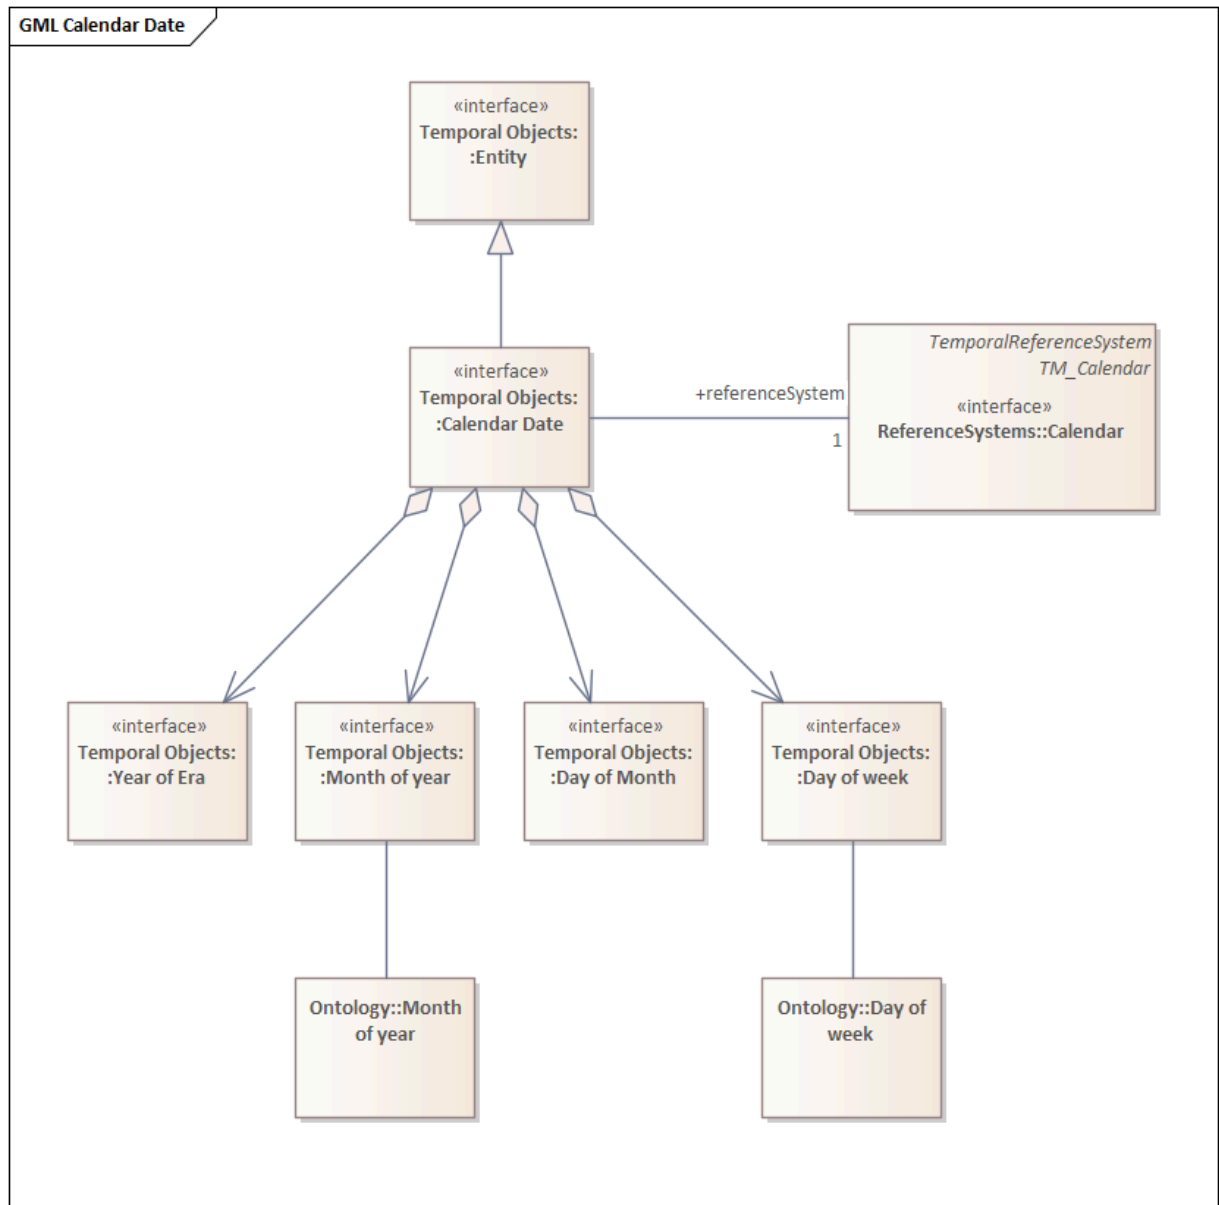 GML Calendar Date
«interface»
Temporal Objects:
:Entity
TemporalReferenceSystem
TM_Calendar
«interface»
ReferenceSystems::Calendar
«interface»
Temporal Objects:
:Calendar Date
+referenceSystem
1
«interface»
Temporal Objects:
:Year of Era
«interface»
Temporal Objects:
:Month of year
«interface»
Temporal Objects:
:Day of Month
«interface»
Temporal Objects:
:Day of week
Ontology::Month
of year
Ontology::Day of
week